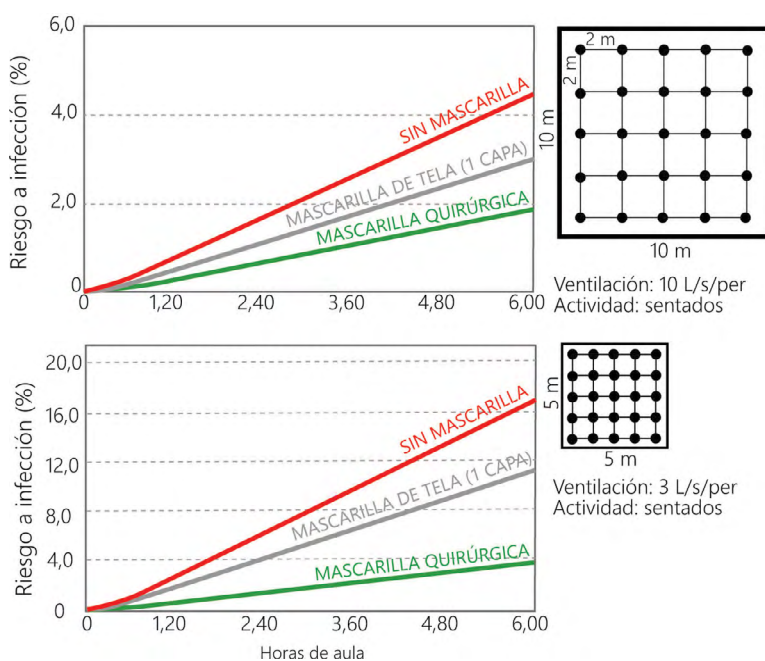 Riesgo a infección (%)
6,0
4,0
2,0
0
SIN MASCARILLA
MASCARILLA DE TELA (1 CAPA)
MASCARILLA QUIRÚRGICA
0
1,20
2,40
3,60
4,80
6,00
2 m
2 m
10 m
10 m
Ventilación: 10 L/s/per
Actividad: sentados
Riesgo a infección (%)
20,0
16,0
12,0
8,0
4,0
0
SIN MASCARILLA
MASCARILLA DE TELA (1 CAPA)
MASCARILLA QUIRÚRGICA
0
1,20
2,40
3,60
4,80
6,00
Horas de aula
5 m
5 m
Ventilación: 3 L/s/per
Actividad: sentados